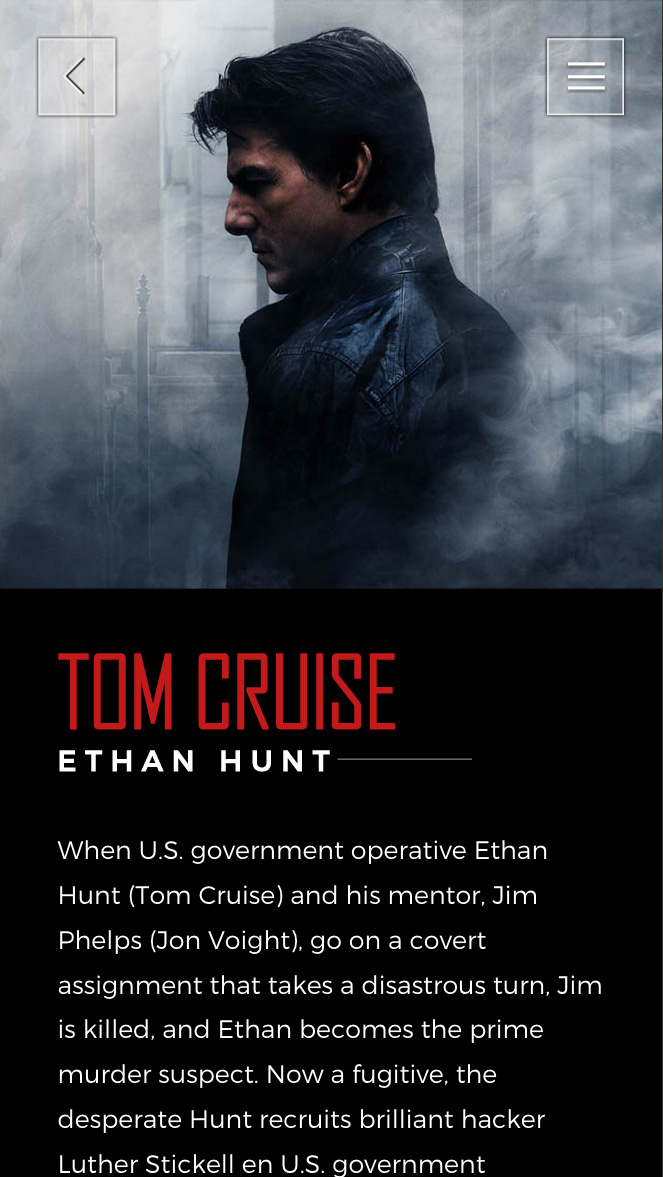 TOM CRUISE
ETHAN HUNT
When U.S. government operative Ethan
Hunt (Tom Cruise) and his mentor, Jim
Phelps (Jon Voight), go on a covert
assignment that takes a disastrous turn, Jim
is killed, and Ethan becomes the prime
murder suspect. Now a fugitive, the
desperate Hunt recruits brilliant hacker
Luther Stickell en U.S. government